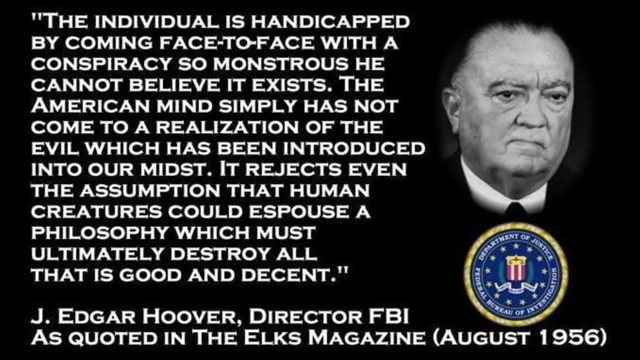 "The individual is handicapped
by coming face-to-face with a
conspiracy so monstrous he
cannot believe it exists. The
American mind simply has not
come to a realization of the
evil which has been introduced
into our midst. It rejects even
the assumption that human
creatures could espouse a
philosophy which must
ultimately destroy all
that is good and decent."
J. Edgar Hoover, Director FBI
As quoted in The Elks Magazine (August 1956)
DEPARTMENT OF JUSTICE
FEDERAL BUREAU OF INVESTIGATION